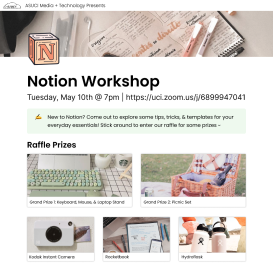 ASUCI Media + Technology Presents
N
Notion Workshop
Tuesday, May 10th @ 7pm | https://uci.zoom.us/j/6899947041
New to Notion? Come out to explore some tips, tricks, & templates for your
everyday essentials! Stick around to enter our raffle for some prizes ~
Raffle Prizes
Grand Prize 1: Keyboard, Mouse, & Laptop Stand
Grand Prize 2: Picnic Set
Kodak Instant Camera
Rocketbook
Hydroflask